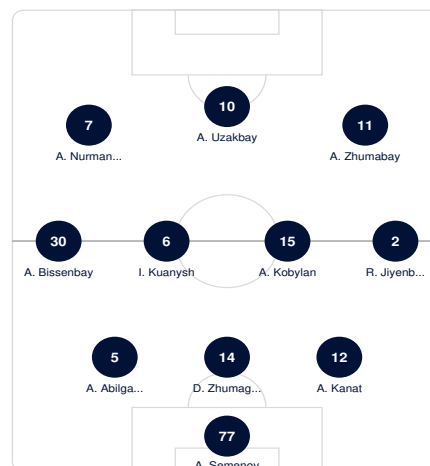 10
7
11
A. Uzakbay
A. Nurman...
A. Zhumabay
30
6
15
2
A. Bissenbay
I. Kuanysh
A. Kobylan
R. Jiyenb...
5
14
12
A. Abilga...
D. Zhumag...
A. Kanat
77
A. Semenov